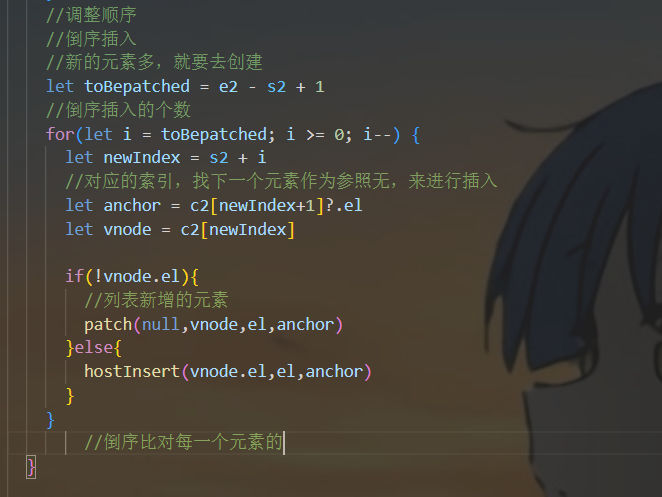 //调整顺序
//倒序插入
//新的元素多，就要去创建
let toBepatched = e2 - s2 + 1
//倒序插入的个数
for(let i = toBepatched; i >= 0; i--) {
let newIndex = s2 + i
//对应的索引，找下一个元素作为参照无，来进行插入
let anchor = c2[newIndex+1]?.el
let vnode = c2[newIndex]
if(!vnode.el){
//列表新增的元素
patch(null,vnode,el,anchor)
}else{
hostInsert(vnode.el,el,anchor)
}
}
//倒序比对每一个元素的
}